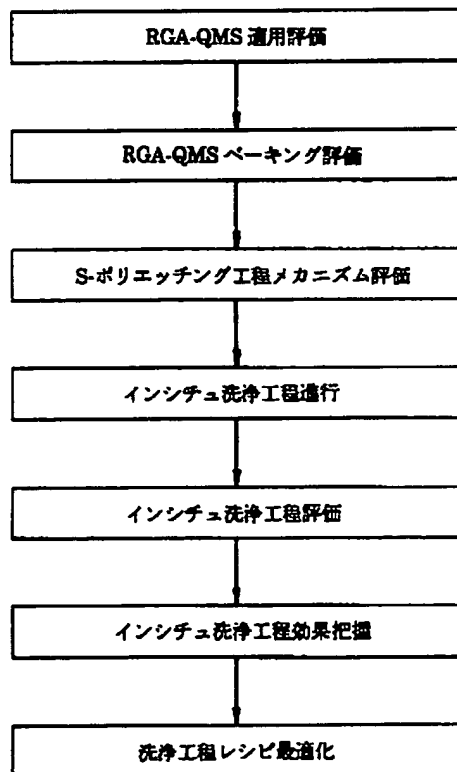 RGA-QMS 適用評価
RGA-QMS ベーキング評価
S-ポリエッチング工程メカニズム評価
インシチュ洗浄工程進行
インシチュ洗浄工程評価
インシチュ洗浄工程効果把握
洗浄工程レシピ最適化